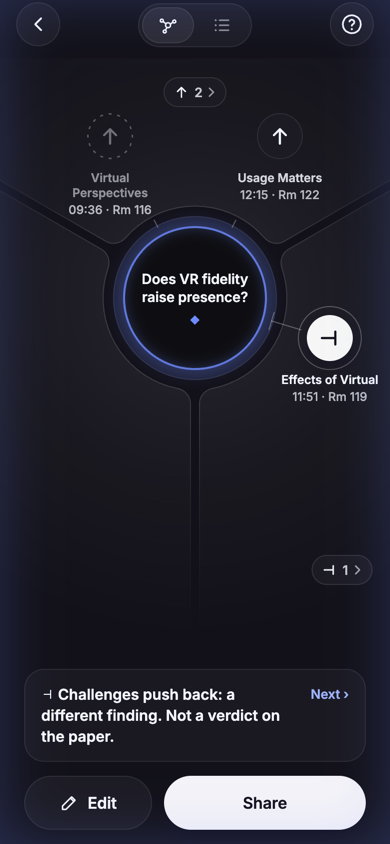 2
Virtual
Perspectives
09:36 · Rm 116
Usage Matters
12:15 · Rm 122
Does VR fidelity
raise presence?
Effects of Virtual
11:51 · Rm 119
1
Challenges push back: a
different finding. Not a verdict on
the paper.
Next ›
Edit
Share